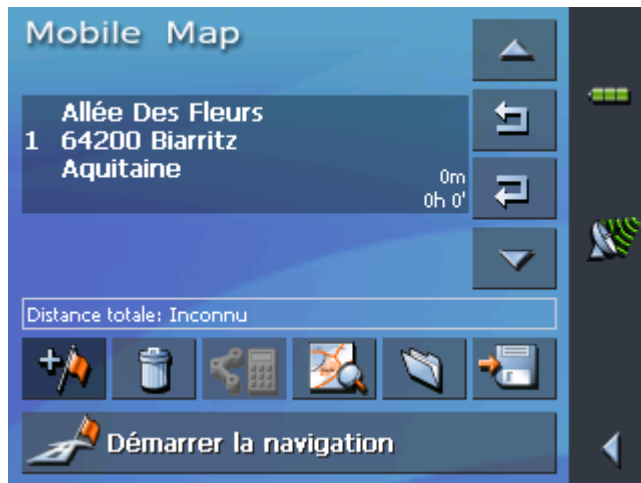 Mobile Map
Allée Des Fleurs
1 64200 Biarritz
Aquitaine
0m
0h 0'
Distance totale: Inconnu
Démarrer la navigation